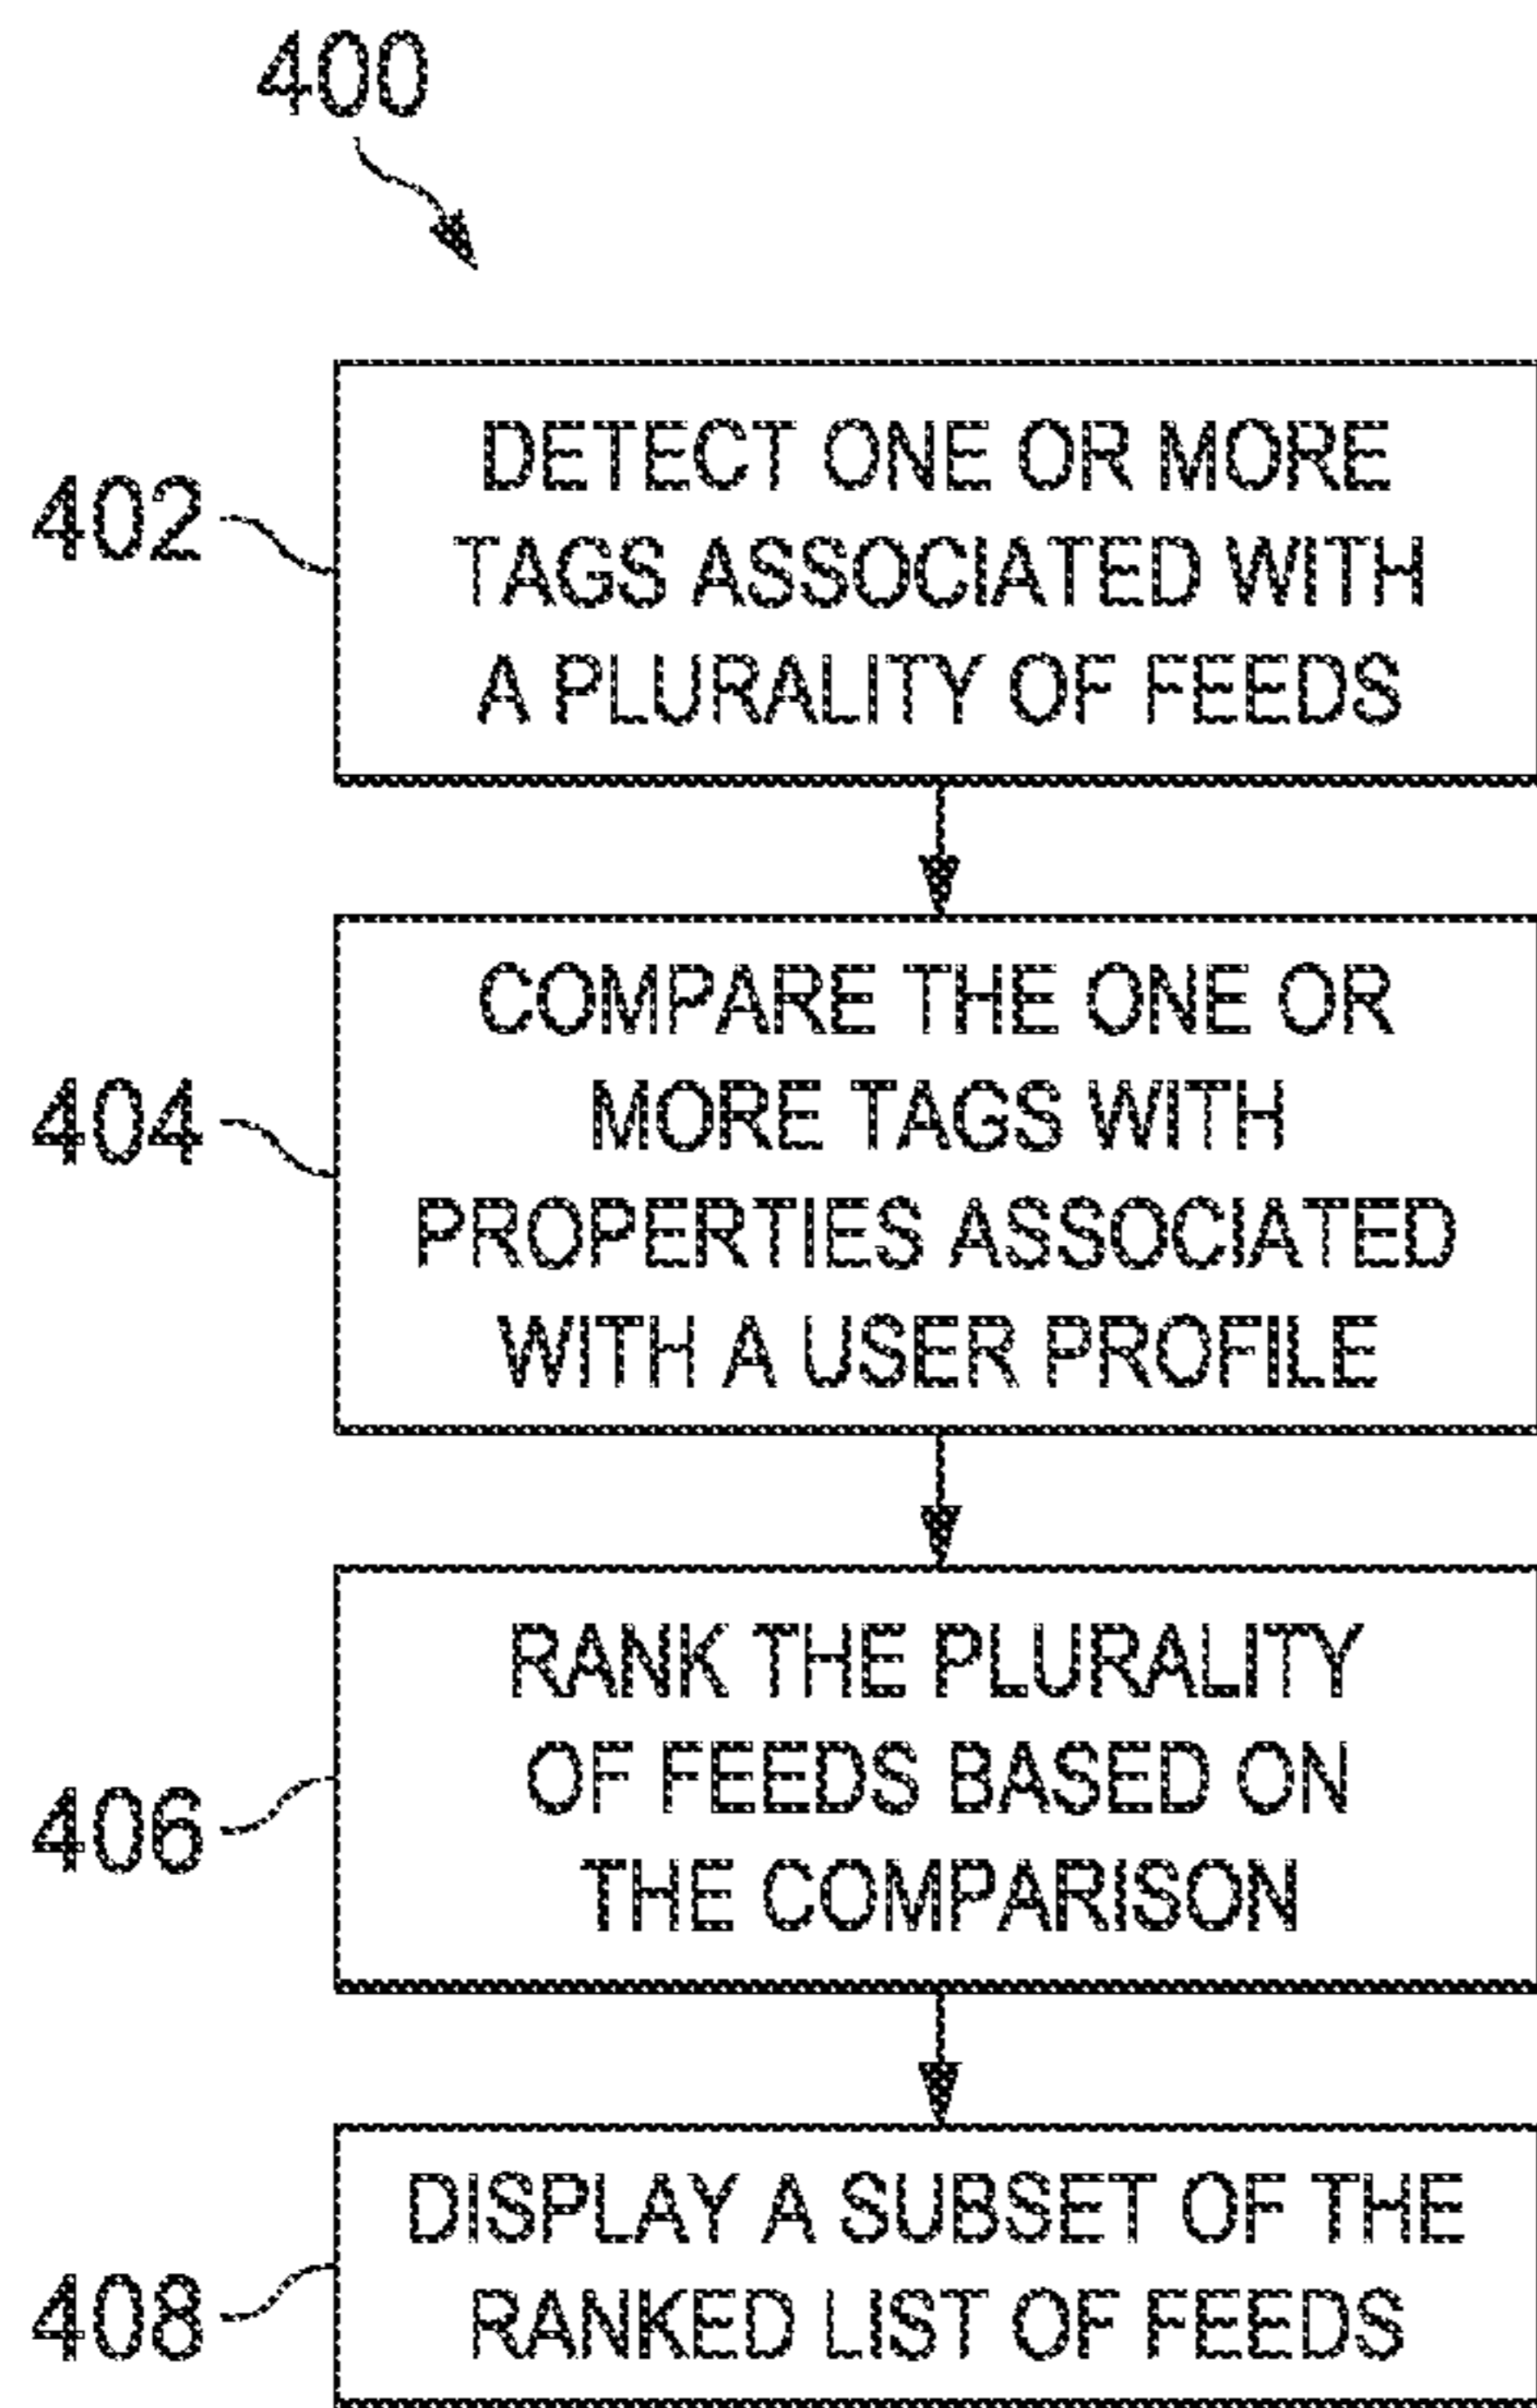 400
402
DETECT ONE OR MORE
TAGS ASSOCIATED WITH
A PLURALITY OF FEEDS
404
COMPARE THE ONE OR
MORE TAGS WITH
PROPERTIES ASSOCIATED
WITH A USER PROFILE
406
RANK THE PLURALITY
OF FEEDS BASED ON
THE COMPARISON
408
DISPLAY A SUBSET OF THE
RANKED LIST OF FEEDS